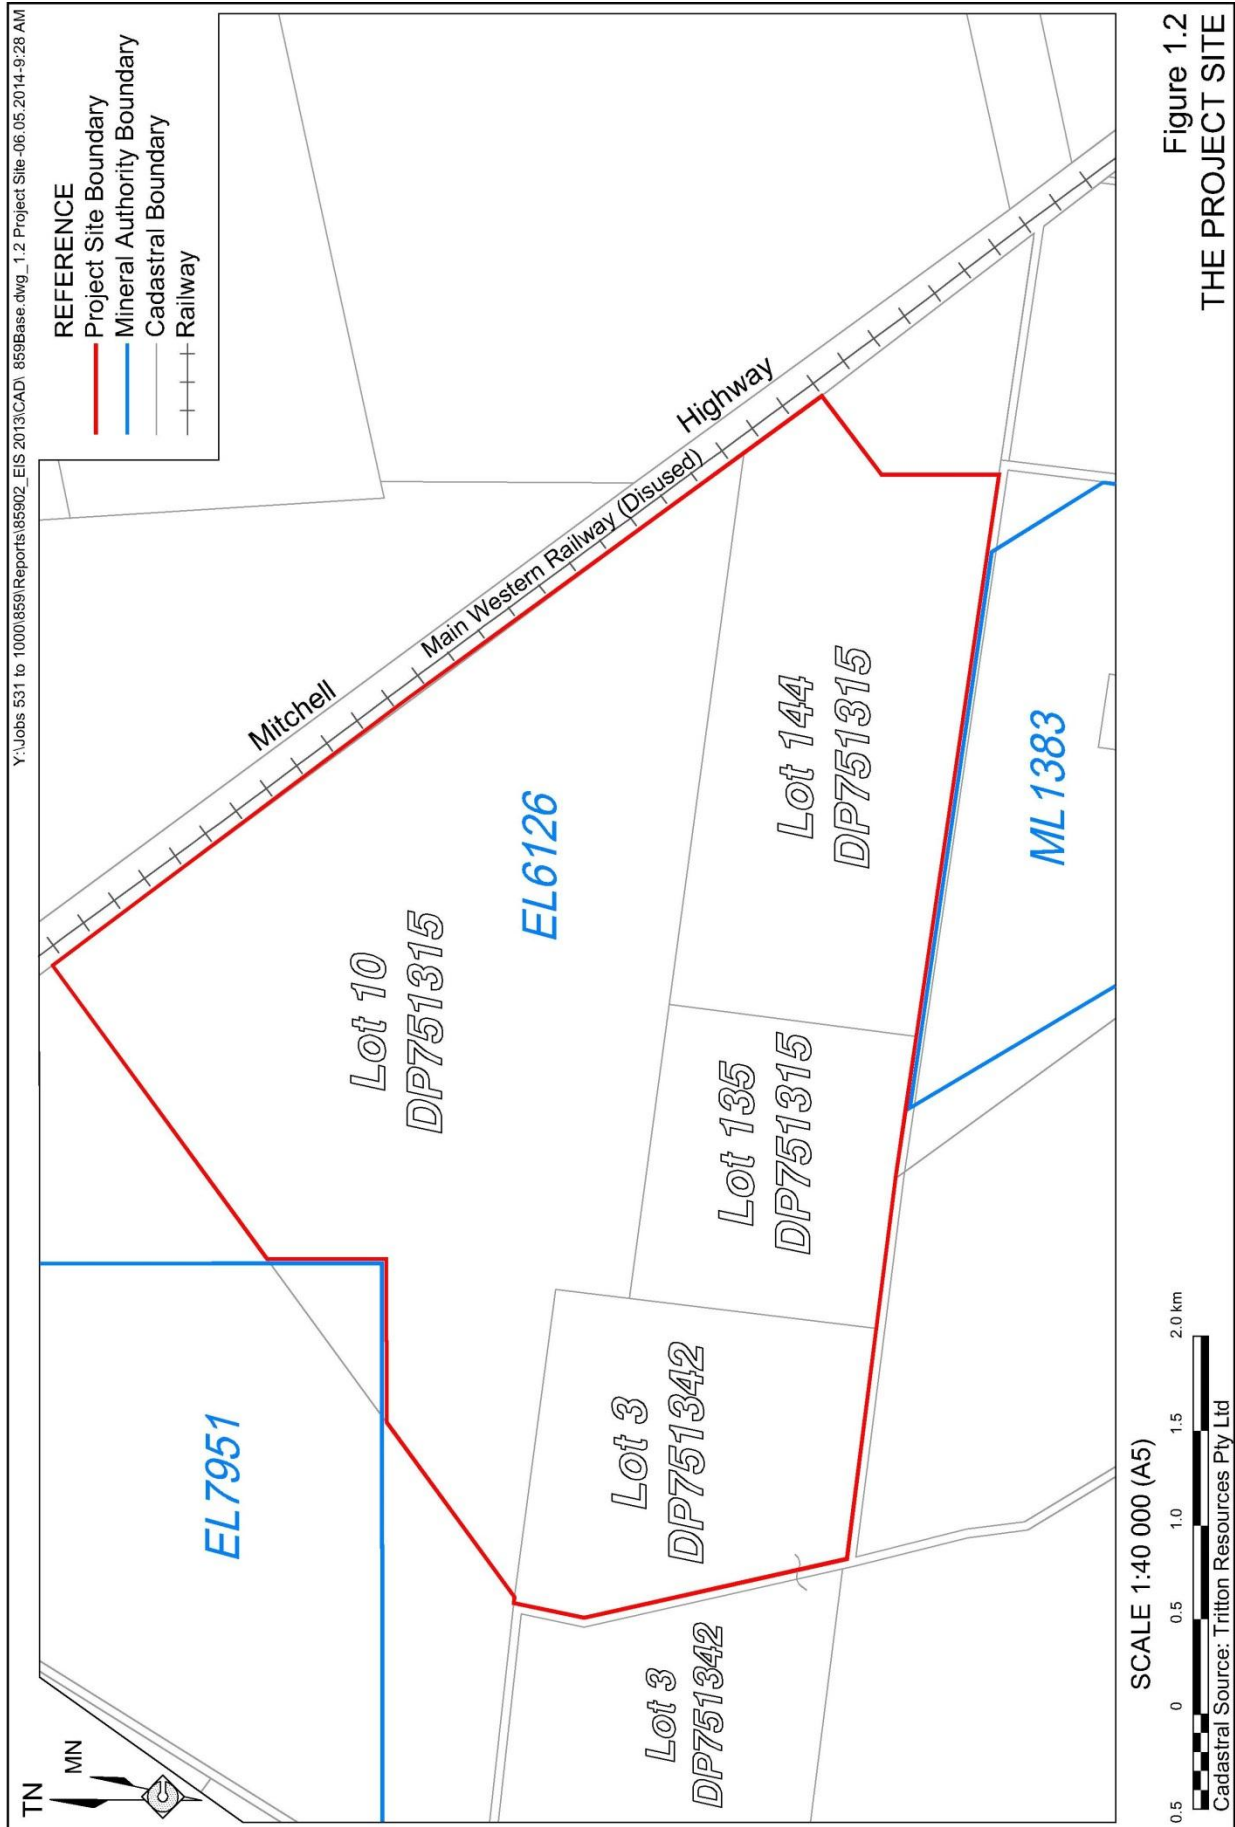 Y:\Jobs 531 to 1000\859\Reports\85902_EIS 2013\CAD\ 859Base.dwg_1.2 Project Site-06.05.2014-9:28 AM
TN
MN
REFERENCE
Project Site Boundary
Mineral Authority Boundary
Cadastral Boundary
Railway
EL7951
Mitchell
Highway
Main Western Railway (Disused)
Lot 10
DP751315
EL6126
Lot 3
DP751342
Lot 3
DP751342
Lot 135
DP751315
Lot 144
DP751315
ML1383
SCALE 1:40 000 (A5)
0.5 0 0.5 1.0 1.5 2.0 km
Cadastral Source: Tritton Resources Pty Ltd
Figure 1.2
THE PROJECT SITE